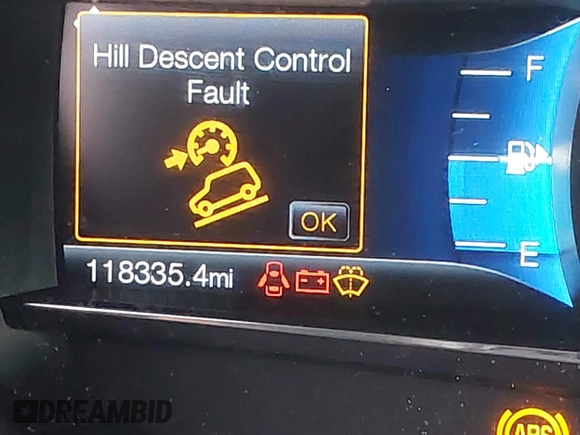 Hill Descent Control
Fault
F
OK
E
118335.4mi
ABS
DREAMBID